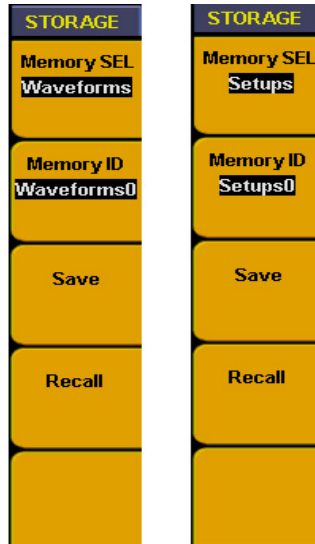 STORAGE
Memory SEL
Waveforms
Memory ID
Waveforms0
Save
Recall
STORAGE
Memory SEL
Setups
Memory ID
Setups0
Save
Recall